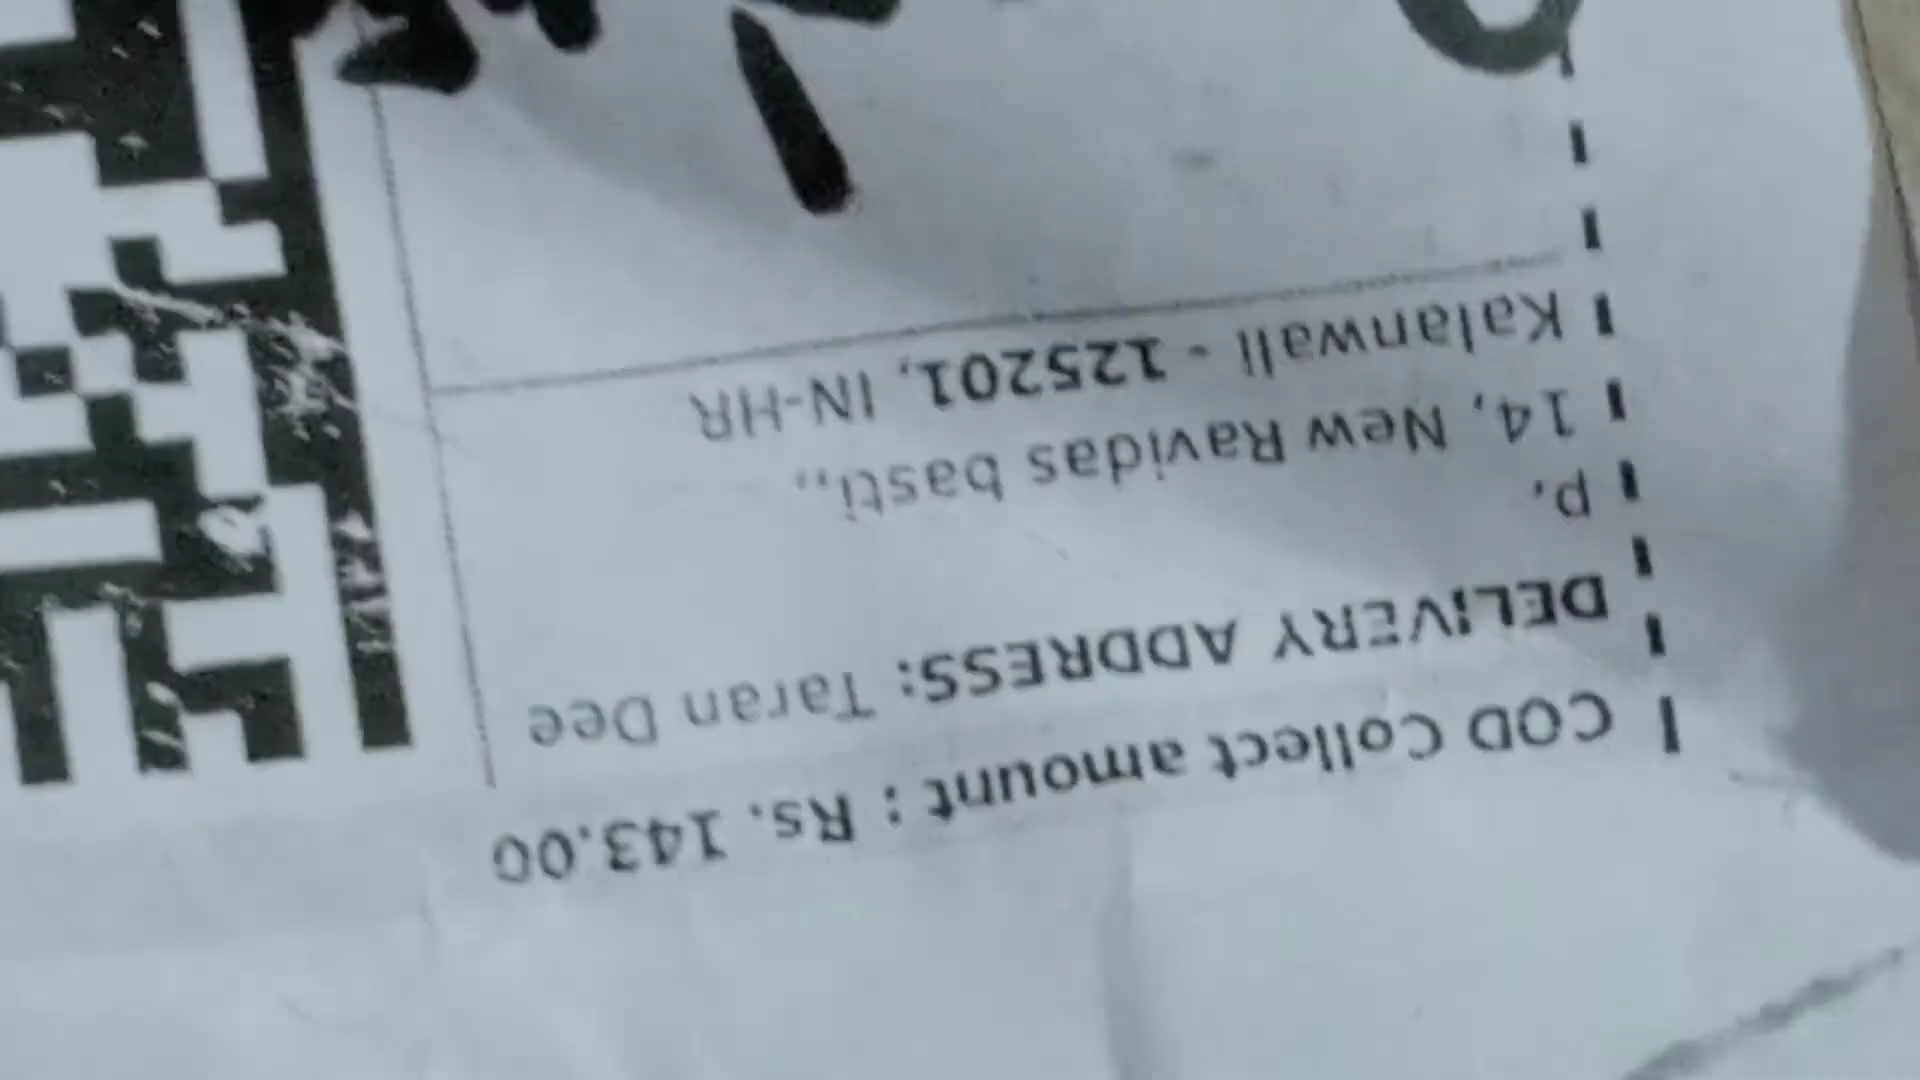 COD Collect amount : Rs. 143.00
DELIVERY ADDRESS: Taran Dee
p,
14, New Ravidas basti,,
Kalanwali - 125201, IN-HR